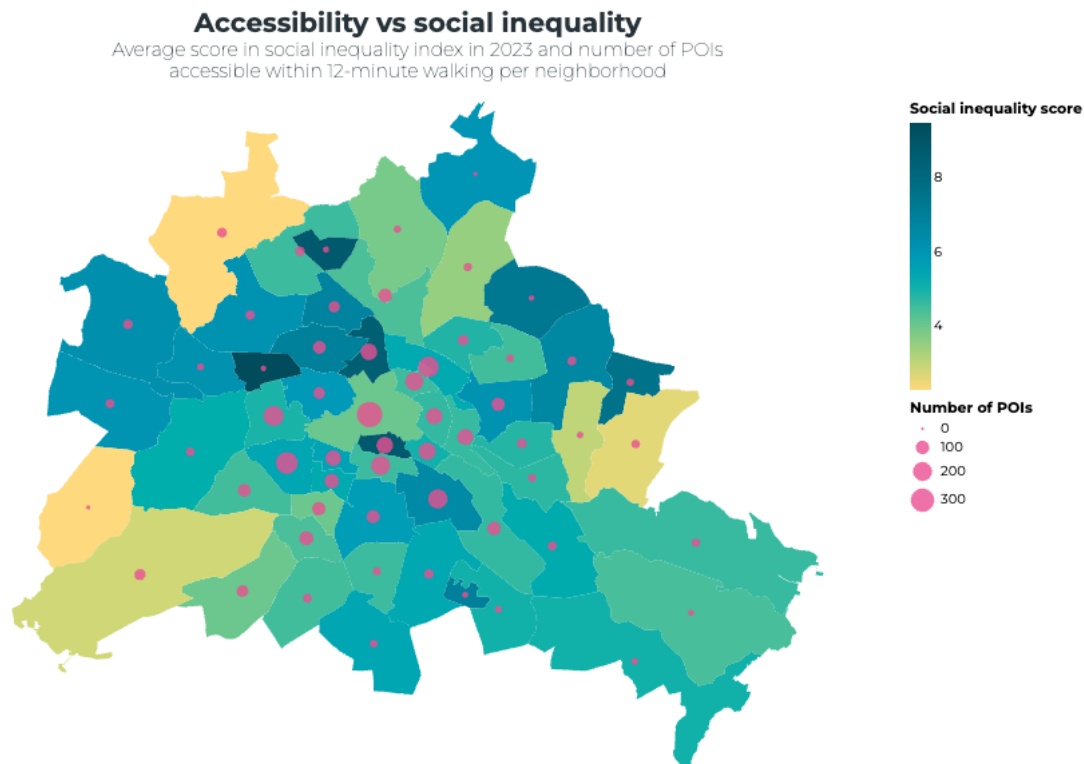 Accessibility vs social inequality
Average score in social inequality index in 2023 and number of POIs
accessible within 12-minute walking per neighborhood
Social inequality score
8
6
4
Number of POIs
0
100
200
300